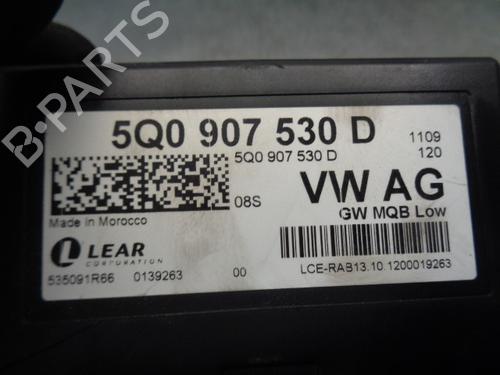 5Q0 907 530 D
1109
5Q0 907 530 D
120
08S
VW AG
GW MQB Low
Made in Morocco
LEAR
CORPORATION
535091R66 0139263 00
LCE-RAB13.10.1200019263
B-PARTS